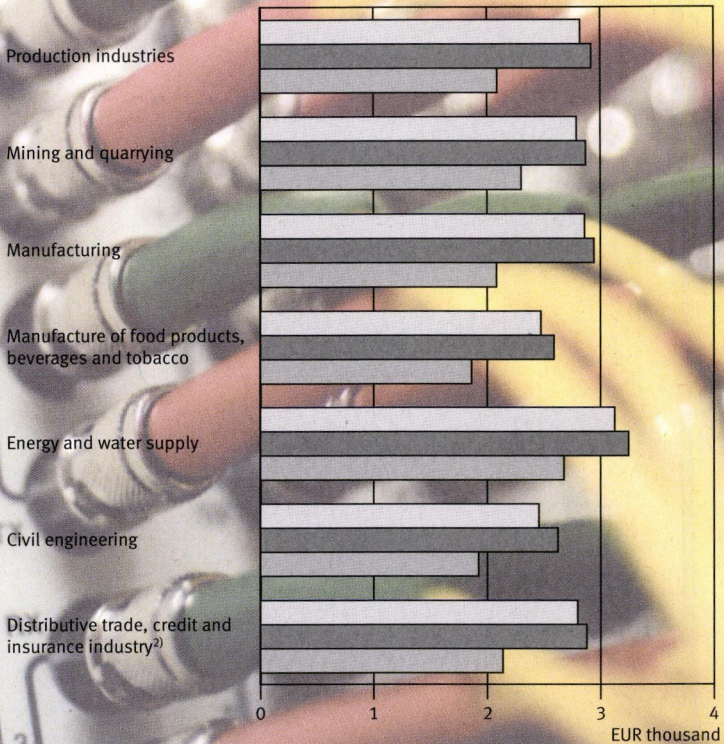 Production industries
Mining and quarrying
Manufacturing
Manufacture of food products,
beverages and tobacco
Energy and water supply
Civil engineering
Distributive trade, credit and
insurance industry2)
0 1 2 3 4
EUR thousand